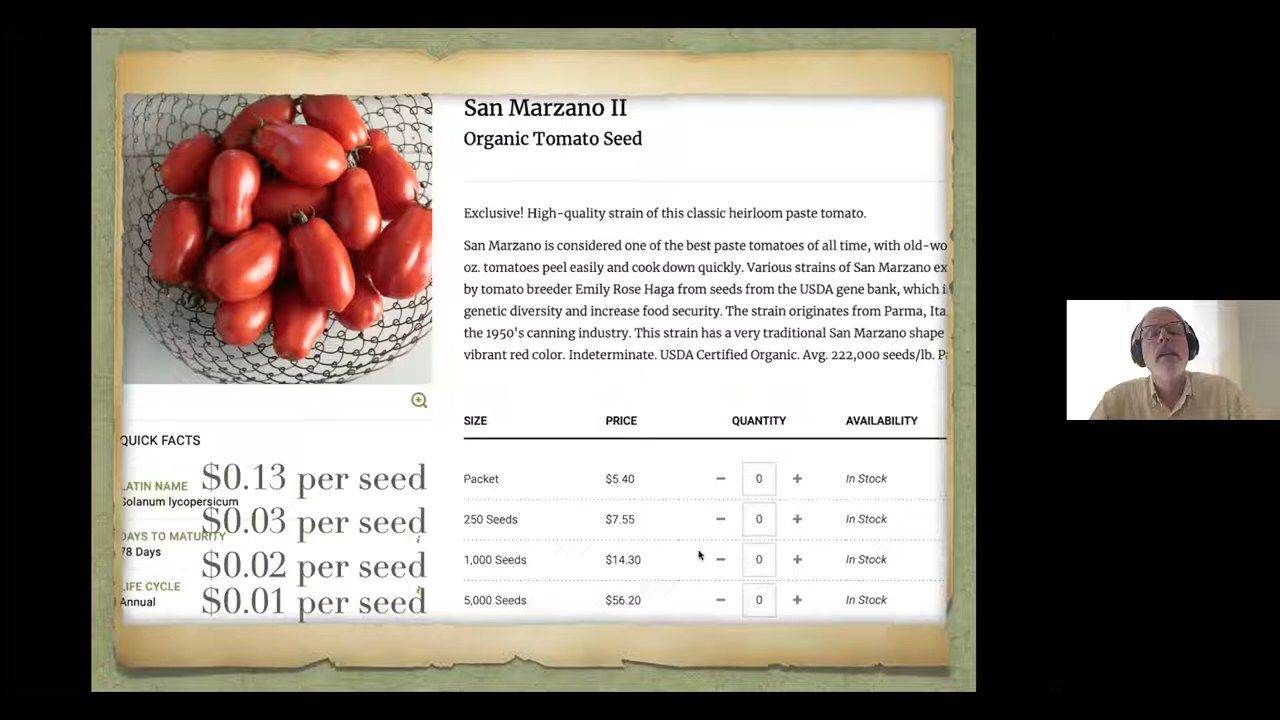 San Marzano II
Organic Tomato Seed
Exclusive! High-quality strain of this classic heirloom paste tomato.
San Marzano is considered one of the best paste tomatoes of all time, with old-wo
oz. tomatoes peel easily and cook down quickly. Various strains of San Marzano ex
by tomato breeder Emily Rose Haga from seeds from the USDA gene bank, which i
genetic diversity and increase food security. The strain originates from Parma, Ita
the 1950's canning industry. This strain has a very traditional San Marzano shape
vibrant red color. Indeterminate. USDA Certified Organic. Avg. 222,000 seeds/lb. P
SIZE PRICE QUANTITY AVAILABILITY
Packet $5.40 − 0 + In Stock
250 Seeds $7.55 − 0 + In Stock
1,000 Seeds $14.30 − 0 + In Stock
5,000 Seeds $56.20 − 0 + In Stock
QUICK FACTS
$0.13 per seed
LATIN NAME
Solanum lycopersicum
$0.03 per seed
DAYS TO MATURITY
78 Days
$0.02 per seed
LIFE CYCLE
Annual
$0.01 per seed